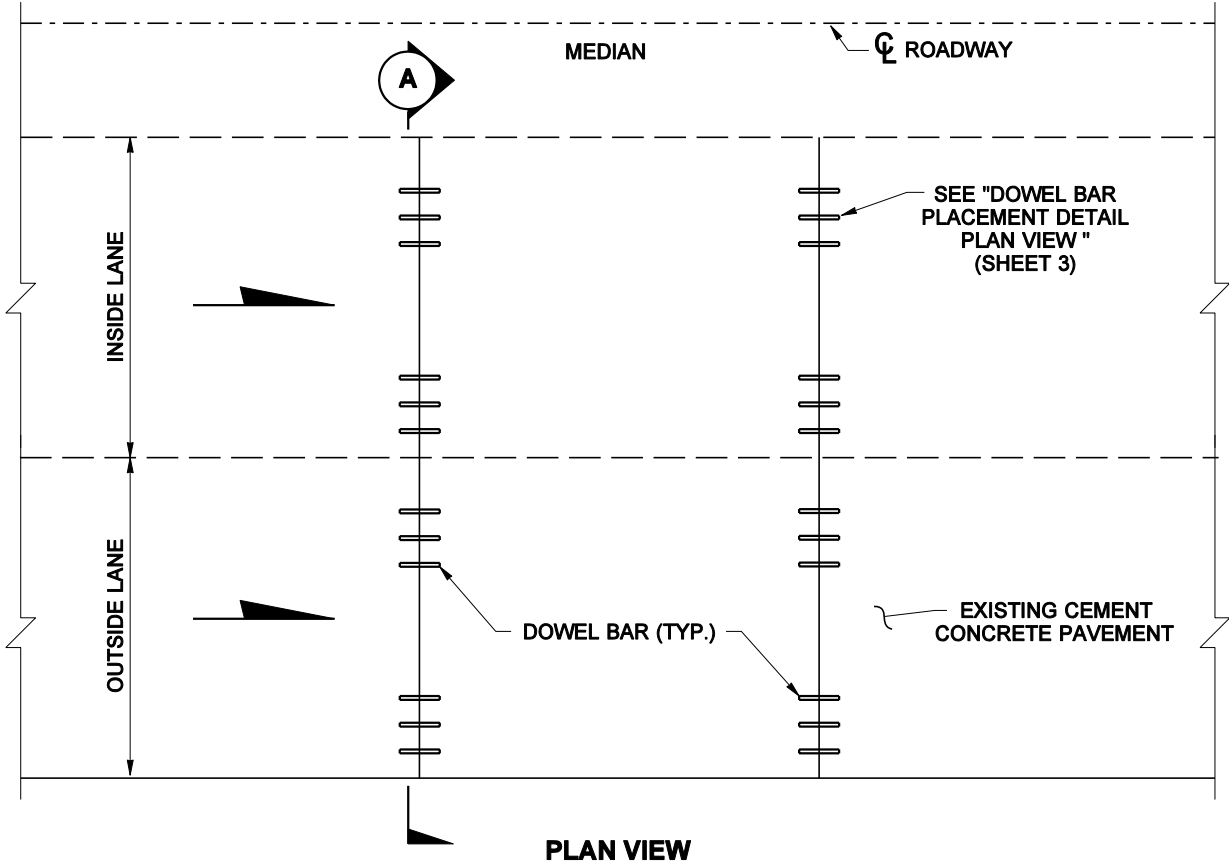 MEDIAN
℄ ROADWAY
A
SEE "DOWEL BAR
PLACEMENT DETAIL
PLAN VIEW "
(SHEET 3)
INSIDE LANE
OUTSIDE LANE
DOWEL BAR (TYP.)
EXISTING CEMENT
CONCRETE PAVEMENT
PLAN VIEW